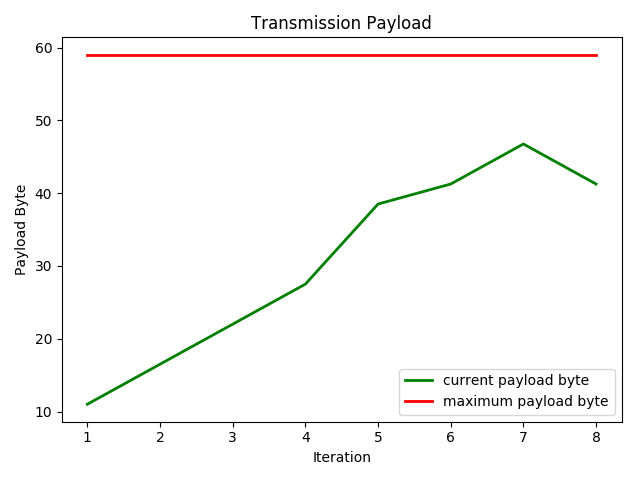 Transmission Payload
Payload Byte
60
50
40
30
20
10
1 2 3 4 5 6 7 8
Iteration
current payload byte
maximum payload byte